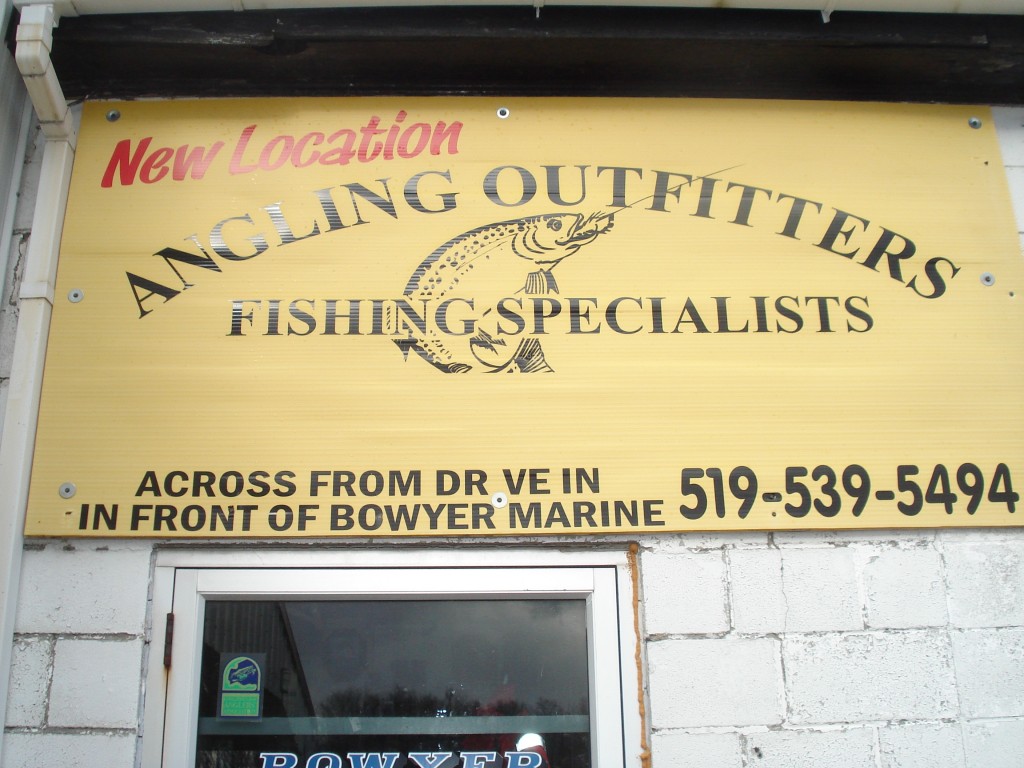 New Location
ANGLING OUTFITTERS
FISHING SPECIALISTS
ACROSS FROM DR VE IN
IN FRONT OF BOWYER MARINE
519-539-5494
BOWYER